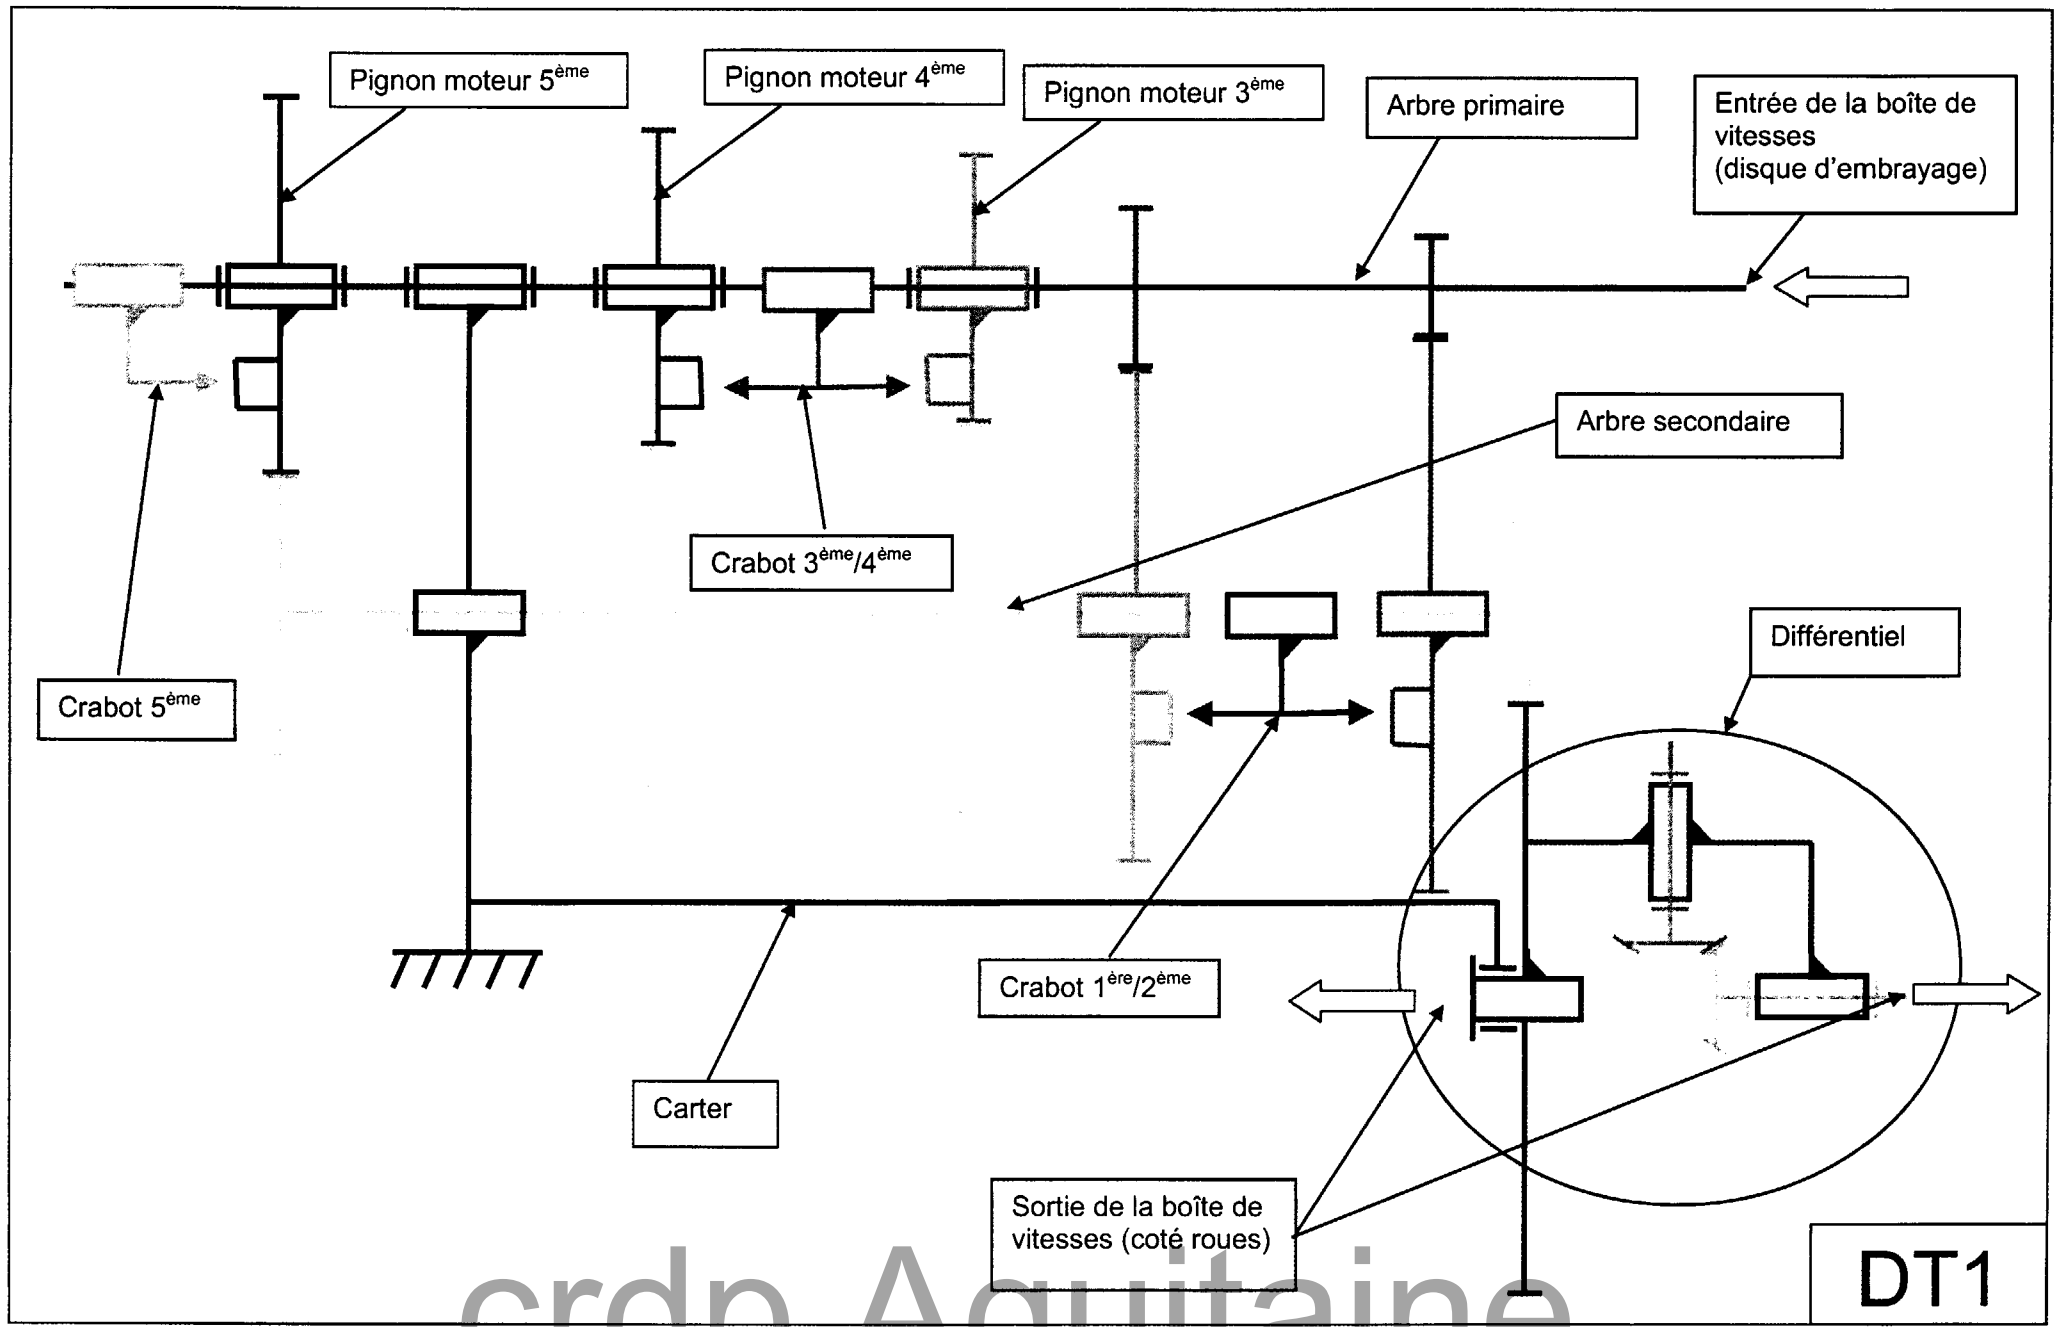 Pignon moteur 5ème
Pignon moteur 4ème
Pignon moteur 3ème
Arbre primaire
Entrée de la boîte de
vitesses
(disque d'embrayage)
Arbre secondaire
Crabot 3ème/4ème
Différentiel
Crabot 5ème
Crabot 1ère/2ème
Carter
Sortie de la boîte de
vitesses (coté roues)
DT1
crdp Aquitaine